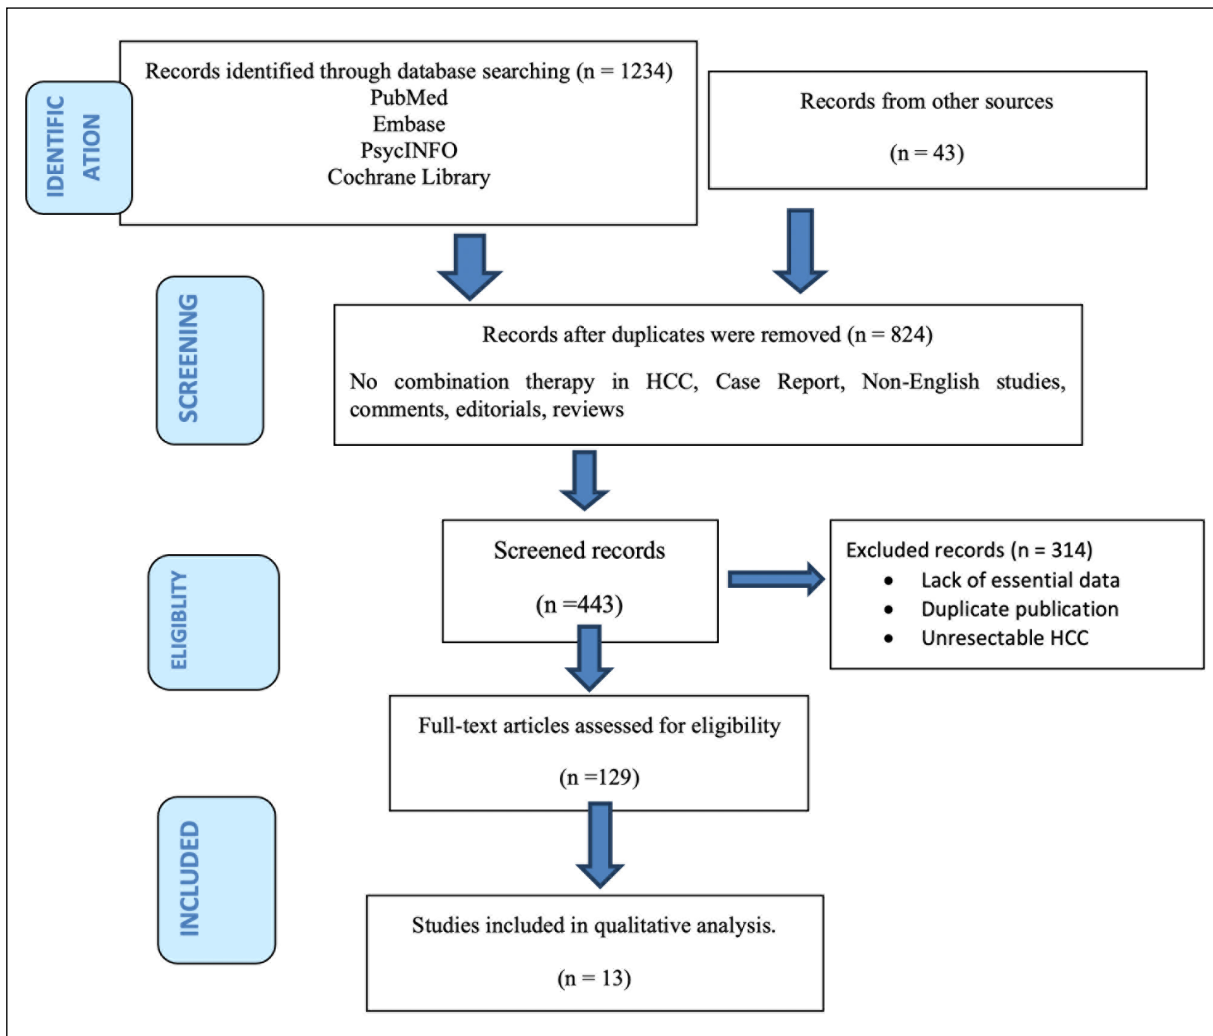 IDENTIFIC
ATION
Records identified through database searching (n = 1234)
PubMed
Embase
PsycINFO
Cochrane Library
Records from other sources
(n = 43)
SCREENING
Records after duplicates were removed (n = 824)
No combination therapy in HCC, Case Report, Non-English studies,
comments, editorials, reviews
ELIGIBLITY
Screened records
(n =443)
Excluded records (n = 314)
• Lack of essential data
• Duplicate publication
• Unresectable HCC
Full-text articles assessed for eligibility
(n =129)
INCLUDED
Studies included in qualitative analysis.
(n = 13)